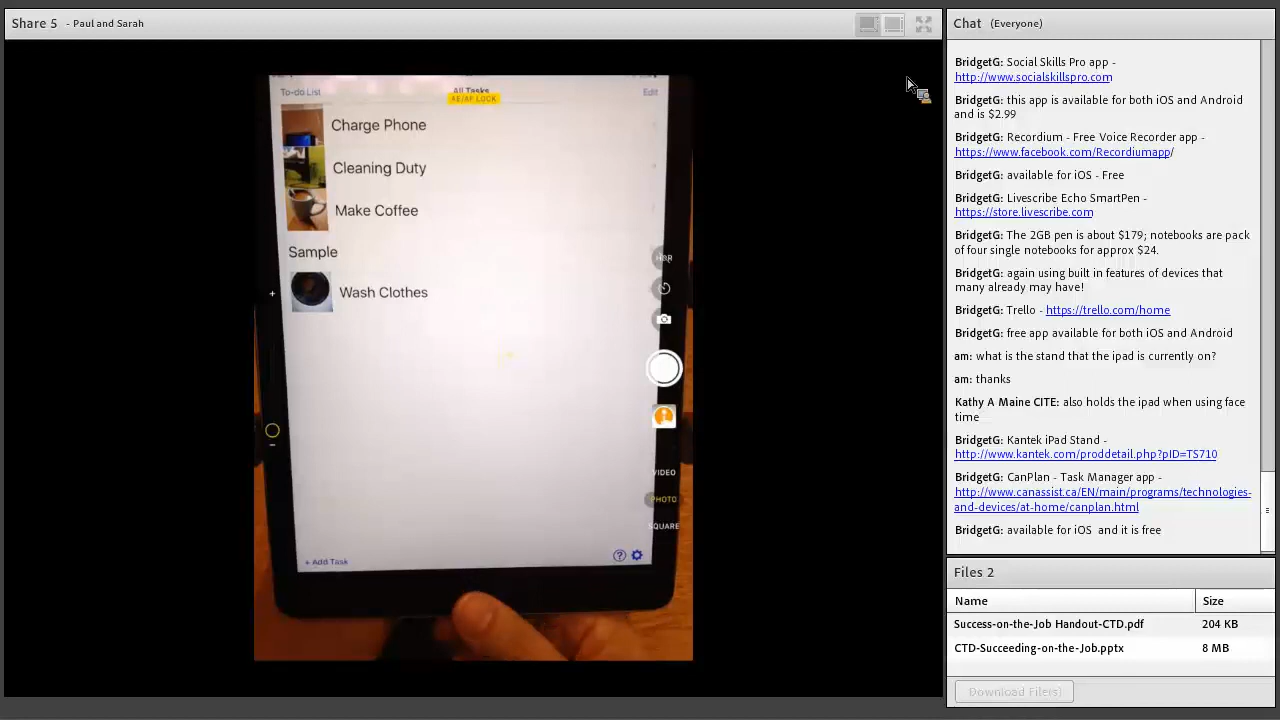 Share 5 - Paul and Sarah
To-do List
All Tasks
Edit
AE/AF LOCK
Charge Phone
Cleaning Duty
Make Coffee
Sample
Wash Clothes
HDR
VIDEO
PHOTO
SQUARE
+ Add Task
?
Chat (Everyone)
BridgetG: Social Skills Pro app -
http://www.socialskillspro.com
BridgetG: this app is available for both iOS and Android
and is $2.99
BridgetG: Recordium - Free Voice Recorder app -
https://www.facebook.com/Recordiumapp/
BridgetG: available for iOS - Free
BridgetG: Livescribe Echo SmartPen -
https://store.livescribe.com
BridgetG: The 2GB pen is about $179; notebooks are pack
of four single notebooks for approx $24.
BridgetG: again using built in features of devices that
many already may have!
BridgetG: Trello - https://trello.com/home
BridgetG: free app available for both iOS and Android
am: what is the stand that the ipad is currently on?
am: thanks
Kathy A Maine CITE: also holds the ipad when using face
time
BridgetG: Kantek iPad Stand -
http://www.kantek.com/proddetail.php?pID=TS710
BridgetG: CanPlan - Task Manager app -
http://www.canassist.ca/EN/main/programs/technologies-
and-devices/at-home/canplan.html
BridgetG: available for iOS and it is free
Files 2
Name Size
Success-on-the-Job Handout-CTD.pdf 204 KB
CTD-Succeeding-on-the-Job.pptx 8 MB
Download File(s)